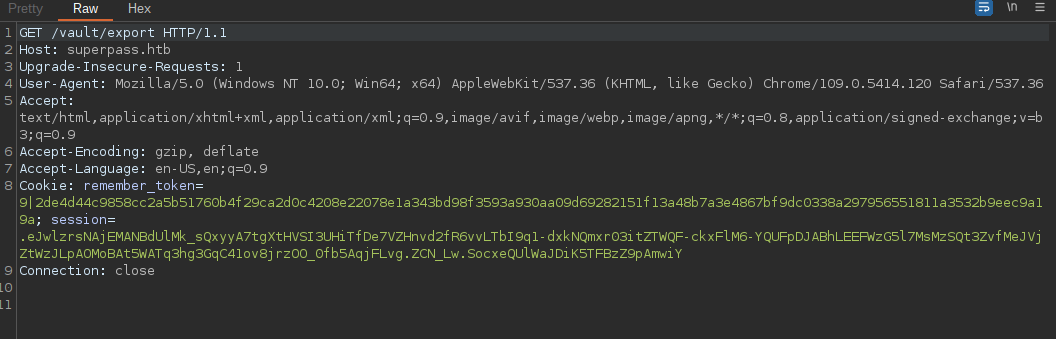 Pretty Raw Hex \n
1 GET /vault/export HTTP/1.1
2 Host: superpass.htb
3 Upgrade-Insecure-Requests: 1
4 User-Agent: Mozilla/5.0 (Windows NT 10.0; Win64; x64) AppleWebKit/537.36 (KHTML, like Gecko) Chrome/109.0.5414.120 Safari/537.36
5 Accept:
text/html,application/xhtml+xml,application/xml;q=0.9,image/avif,image/webp,image/apng,*/*;q=0.8,application/signed-exchange;v=b
3;q=0.9
6 Accept-Encoding: gzip, deflate
7 Accept-Language: en-US,en;q=0.9
8 Cookie: remember_token=
9|2de4d44c9858cc2a5b51760b4f29ca2d0c4208e22078e1a343bd98f3593a930aa09d69282151f13a48b7a3e4867bf9dc0338a297956551811a3532b9eec9a1
9a; session=
.eJwlzrsNAjEMANBdUlMk_sQxyyA7tgXtHVSI3UHiTfDe7VZHnvd2fR6vvLTbI9q1-dxkNQmxr03itZTWQF-ckxFlM6-YQUFpDJABhLEEFWzG5l7MsMzSQt3ZvfMeJVj
ZtWzJLpAOMoBAt5WATq3hg3GqC41ov8jrzOO_0fb5AqjFLvg.ZCN_Lw.SocxeQUlWaJDiK5TFBzZ9pAmwiY
9 Connection: close
10
11